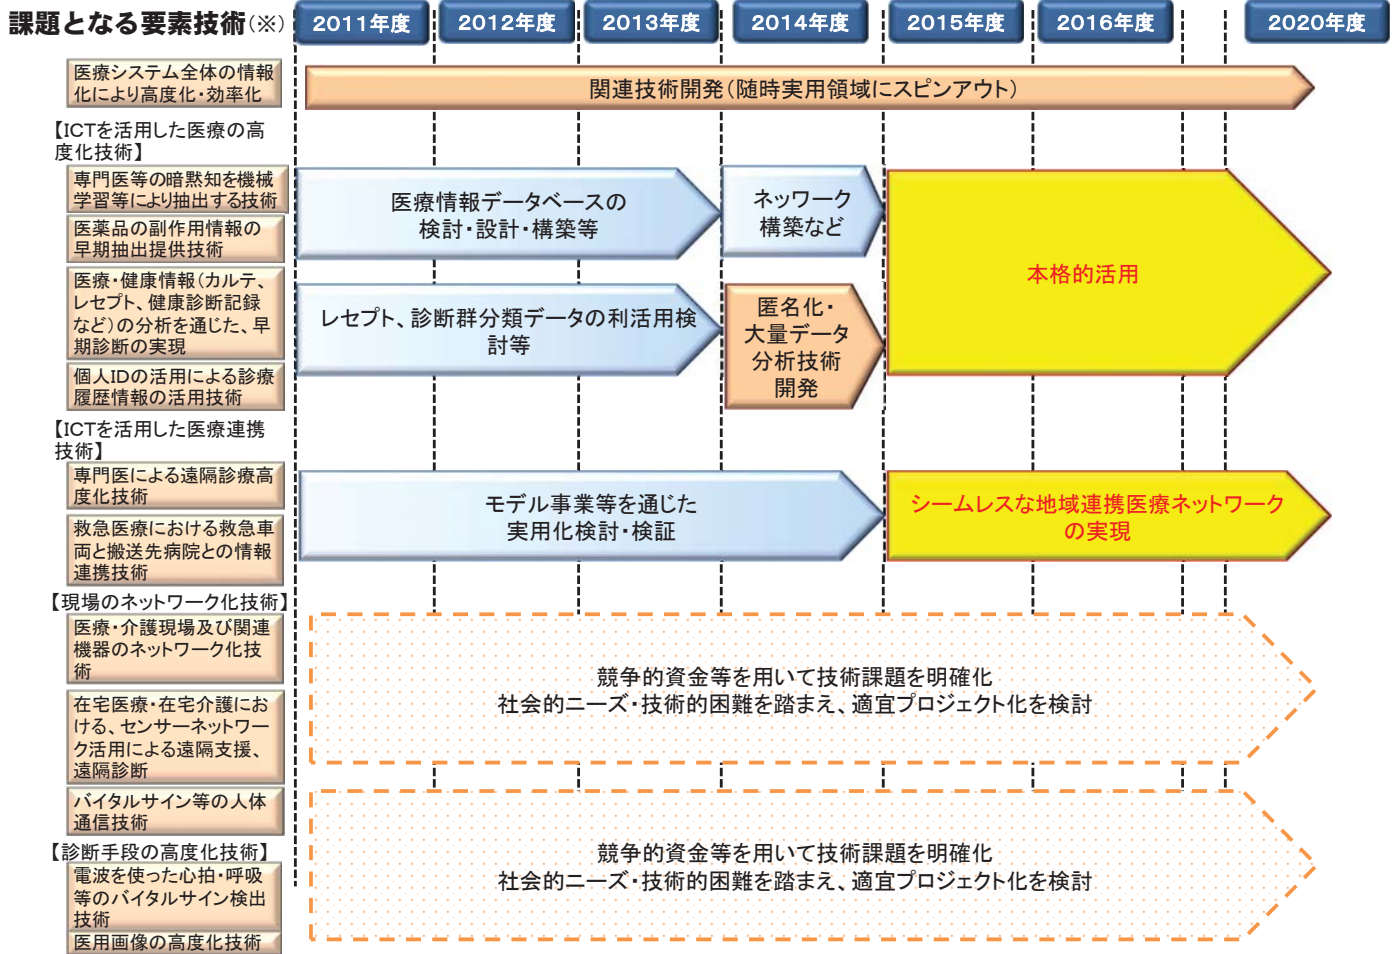 課題となる要素技術(※)
2011年度
2012年度
2013年度
2014年度
2015年度
2016年度
2020年度
医療システム全体の情報
化により高度化・効率化
関連技術開発(随時実用領域にスピンアウト)
【ICTを活用した医療の高
度化技術】
専門医等の暗黙知を機械
学習等により抽出する技術
医薬品の副作用情報の
早期抽出提供技術
医療・健康情報(カルテ、
レセプト、健康診断記録
など)の分析を通じた、早
期診断の実現
個人IDの活用による診療
履歴情報の活用技術
医療情報データベースの
検討・設計・構築等
ネッワーク
構築など
レセプト、診断群分類データの利活用検
討等
匿名化・
大量データ
分析技術
開発
本格的活用
【ICTを活用した医療連携
技術】
専門医による遠隔診療高
度化技術
救急医療における救急車
両と搬送先病院との情報
連携技術
モデル事業等を通じた
実用化検討・検証
シームレスな地域連携医療ネットワーク
の実現
【現場のネットワーク化技術】
医療・介護現場及び関連
機器のネットワーク化技
術
在宅医療・在宅介護にお
ける、センサーネットワー
ク活用による遠隔支援、
遠隔診断
バイタルサイン等の人体
通信技術
競争的資金等を用いて技術課題を明確化
社会的ニーズ・技術的困難を踏まえ、適宜プロジェクト化を検討
【診断手段の高度化技術】
電波を使った心拍・呼吸
等のバイタルサイン検出
技術
医用画像の高度化技術
競争的資金等を用いて技術課題を明確化
社会的ニーズ・技術的困難を踏まえ、適宜プロジェクト化を検討